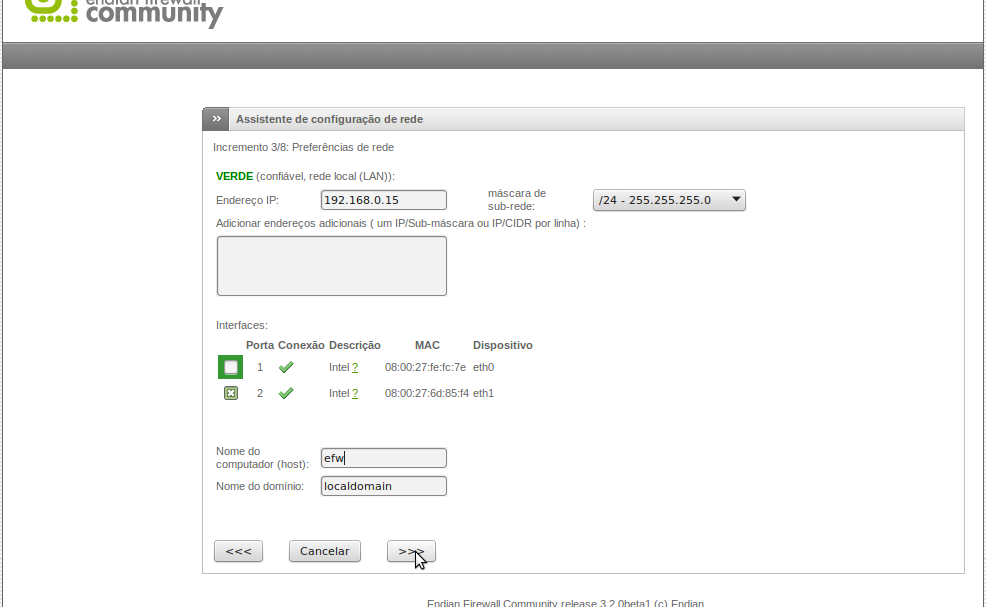 endian firewall
community
>> Assistente de configuração de rede
Incremento 3/8: Preferências de rede
VERDE (confiável, rede local (LAN)):
Endereço IP: 192.168.0.15 máscara de sub-rede: /24 - 255.255.255.0
Adicionar endereços adicionais ( um IP/Sub-máscara ou IP/CIDR por linha) :
Interfaces:
Porta Conexão Descrição MAC Dispositivo
1 Intel ? 08:00:27:fe:fc:7e eth0
2 Intel ? 08:00:27:6d:85:f4 eth1
Nome do
computador (host): efw
Nome do domínio: localdomain
<<< Cancelar >>>
Endian Firewall Community release 3.2.0beta1 (c) Endian